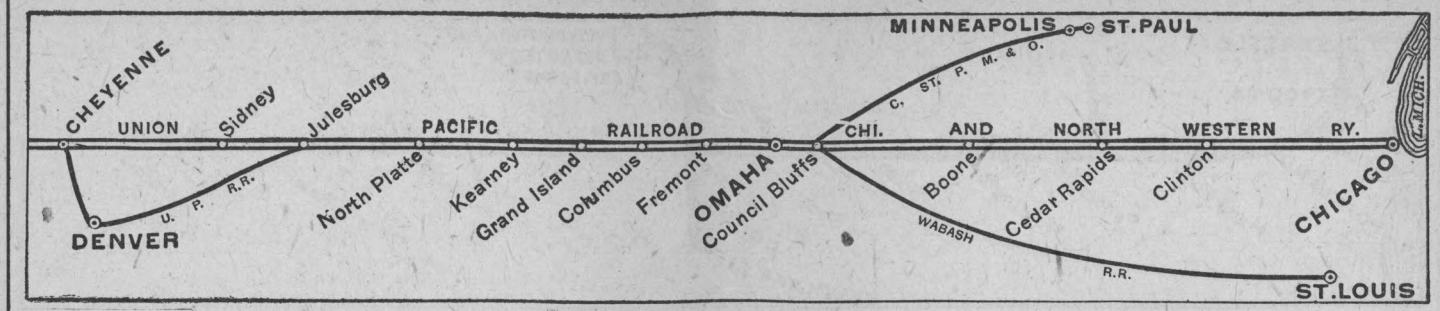 MINNEAPOLIS ST. PAUL
C. ST. P. M. & O.
CHEYENNE
Sidney
Julesburg
L. MICH.
UNION PACIFIC RAILROAD CHI. AND NORTH WESTERN RY.
U. P. R.R.
DENVER
North Platte
Kearney
Grand Island
Columbus
Fremont
OMAHA
Council Bluffs
Boone
Cedar Rapids
Clinton
CHICAGO
WABASH R.R.
ST. LOUIS